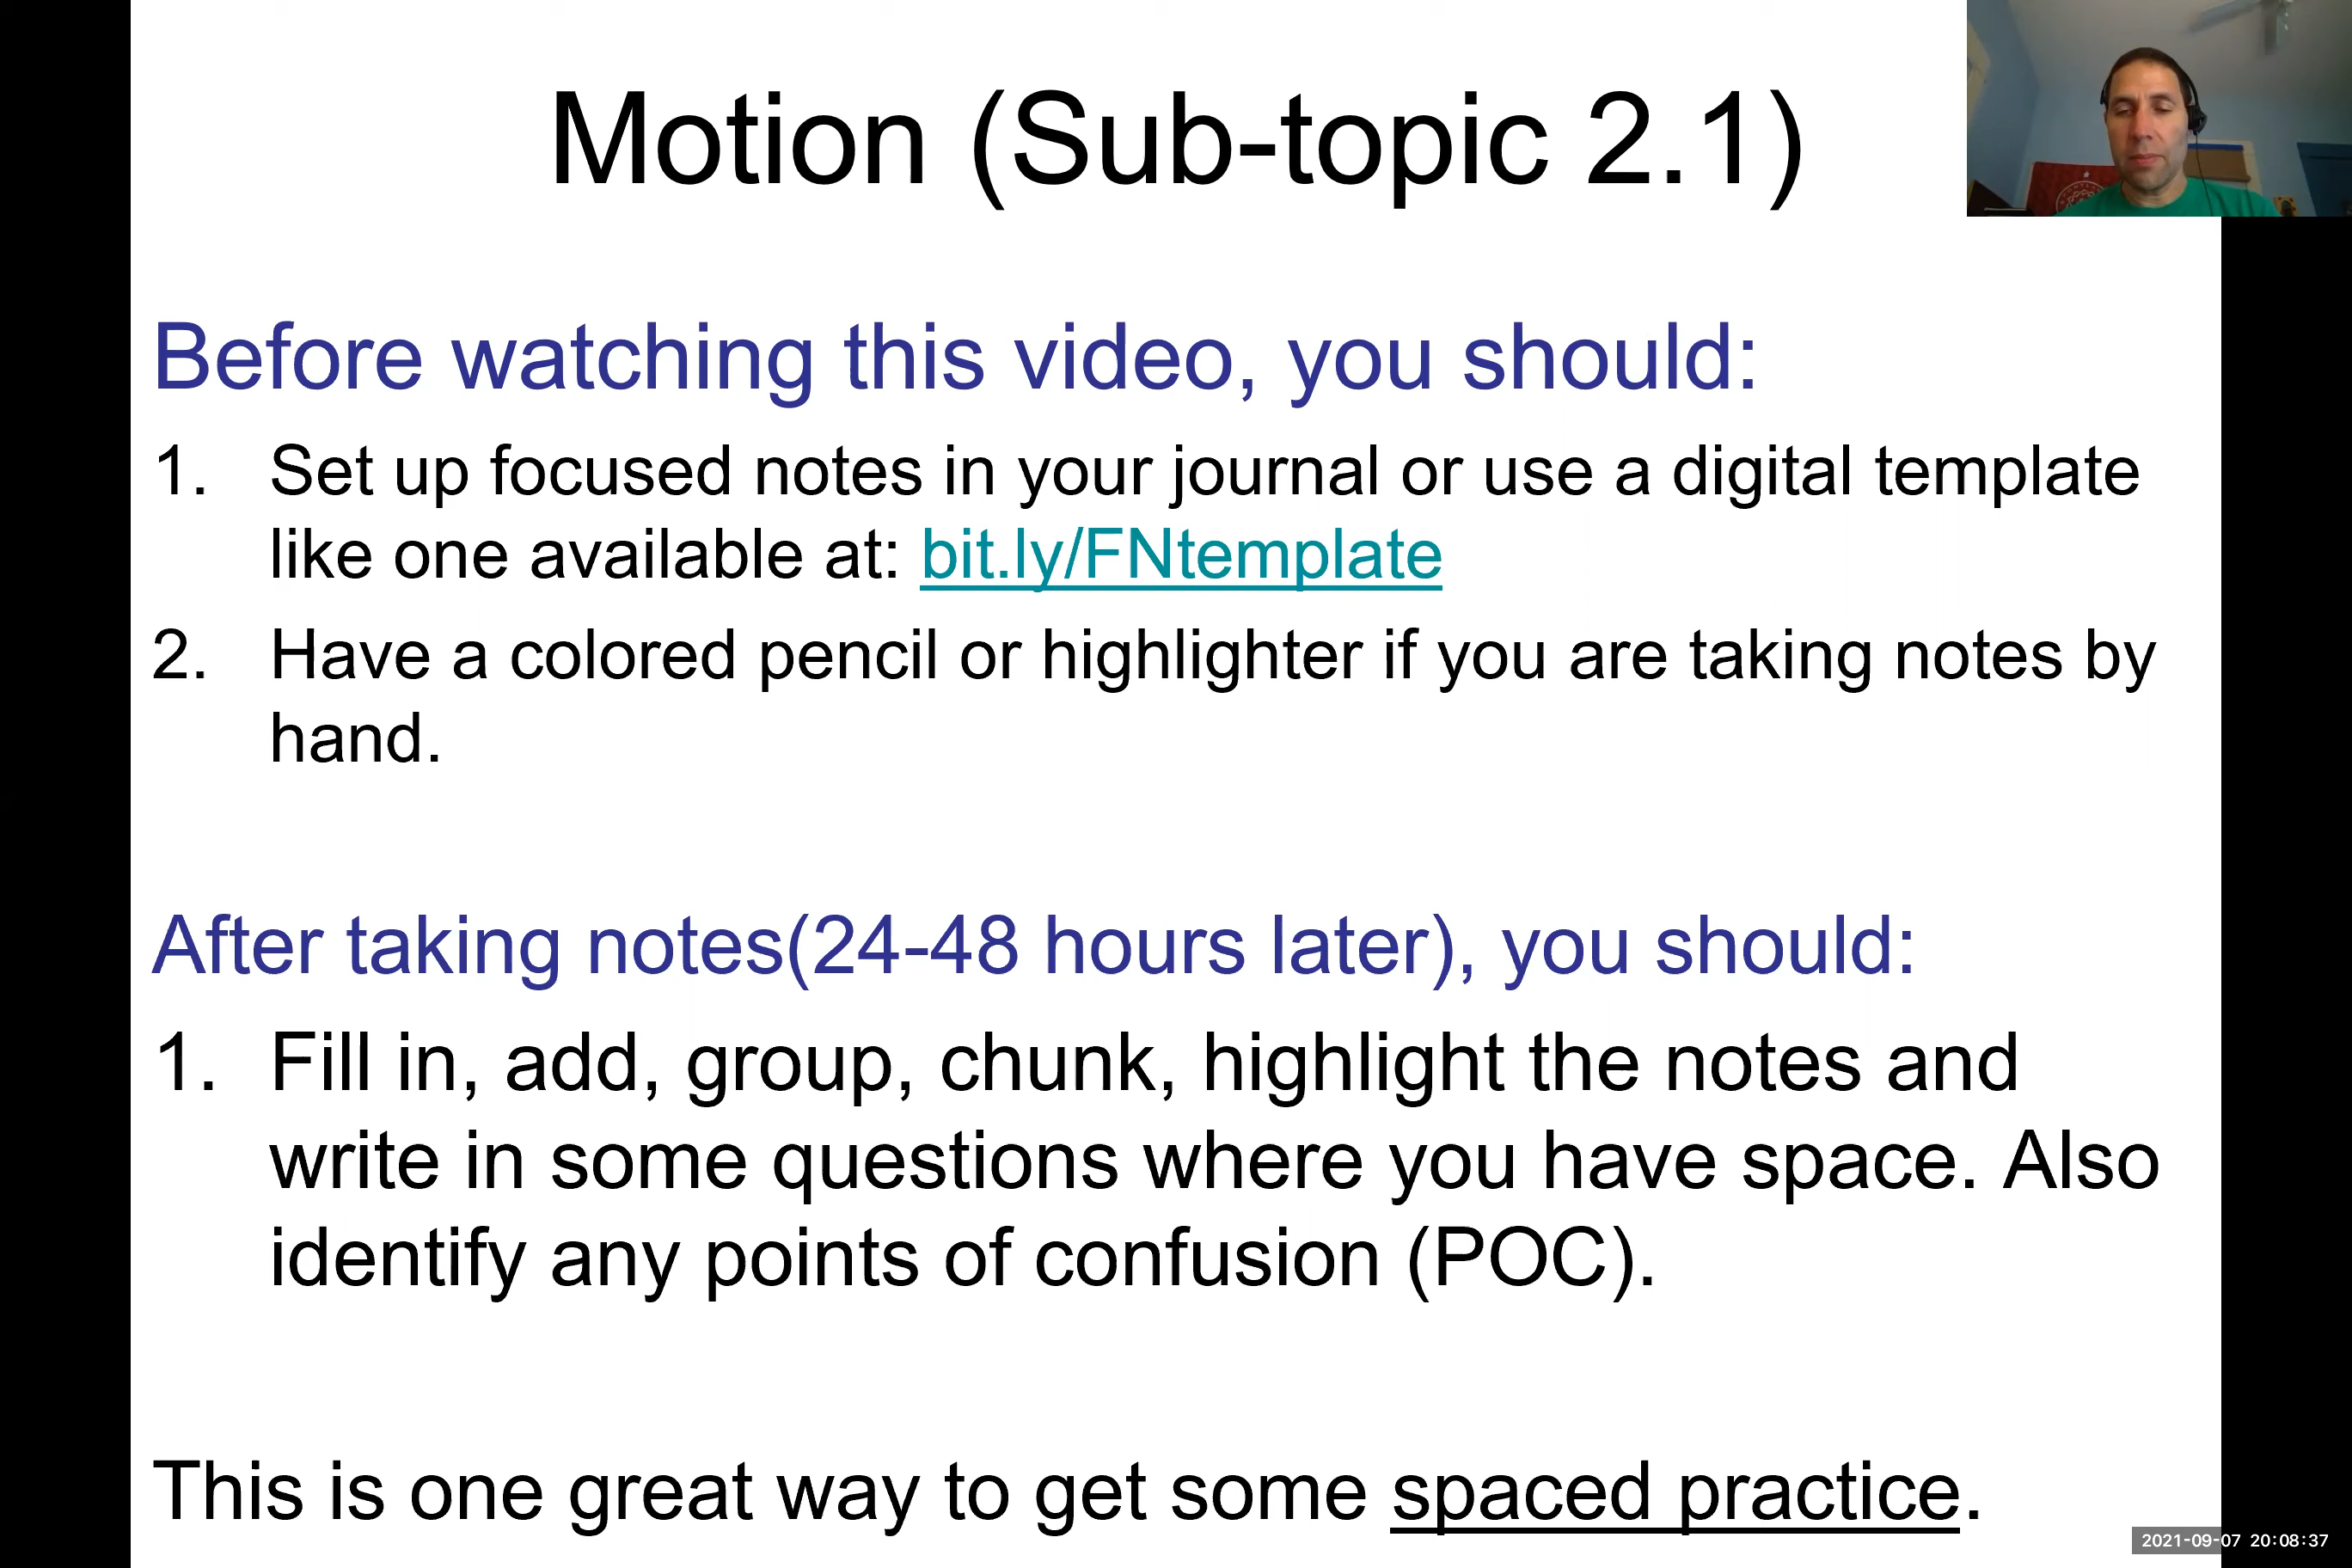 Motion (Sub-topic 2.1)
Before watching this video, you should:
1. Set up focused notes in your journal or use a digital template
like one available at: bit.ly/FNtemplate
2. Have a colored pencil or highlighter if you are taking notes by
hand.
After taking notes(24-48 hours later), you should:
1. Fill in, add, group, chunk, highlight the notes and
write in some questions where you have space. Also
identify any points of confusion (POC).
This is one great way to get some spaced practice.
2021-09-07 20:08:37